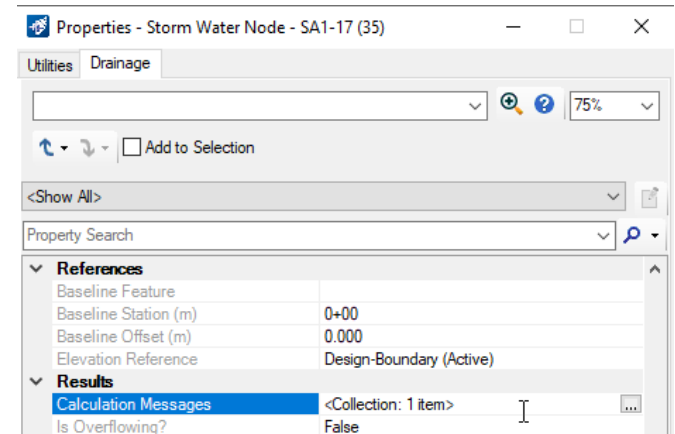 Properties - Storm Water Node - SA1-17 (35)
Utilities Drainage
75%
Add to Selection
<Show All>
Property Search
References
Baseline Feature
Baseline Station (m) 0+00
Baseline Offset (m) 0.000
Elevation Reference Design-Boundary (Active)
Results
Calculation Messages <Collection: 1 item> ...
Is Overflowing? False